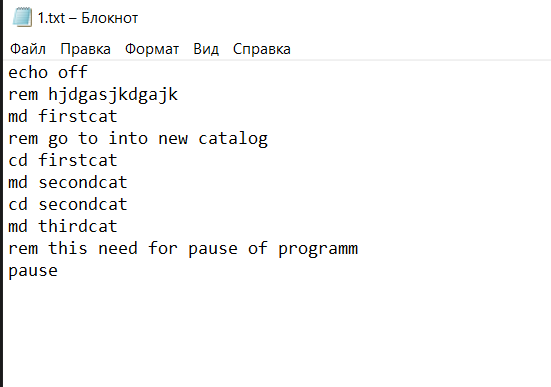 1.txt – Блокнот
Файл Правка Формат Вид Справка
echo off
rem hjdgasjkdgajk
md firstcat
rem go to into new catalog
cd firstcat
md secondcat
cd secondcat
md thirdcat
rem this need for pause of programm
pause